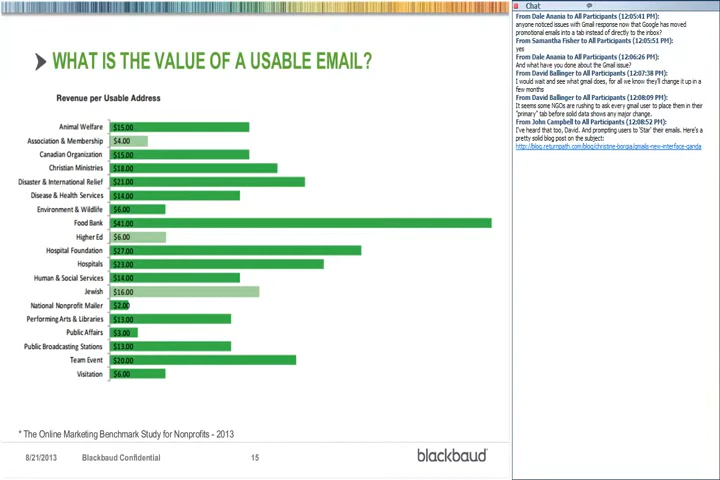 WHAT IS THE VALUE OF A USABLE EMAIL?
Revenue per Usable Address
Animal Welfare $15.00
Association & Membership $4.00
Canadian Organization $15.00
Christian Ministries $18.00
Disaster & International Relief $21.00
Disease & Health Services $14.00
Environment & Wildlife $6.00
Food Bank $41.00
Higher Ed $6.00
Hospital Foundation $27.00
Hospitals $23.00
Human & Social Services $14.00
Jewish $16.00
National Nonprofit Mailer $2.00
Performing Arts & Libraries $13.00
Public Affairs $3.00
Public Broadcasting Stations $13.00
Team Event $20.00
Visitation $6.00
* The Online Marketing Benchmark Study for Nonprofits - 2013
8/21/2013 Blackbaud Confidential 15 blackbaud
Chat
From Dale Anania to All Participants (12:05:41 PM):
anyone noticed issues with Gmail response now that Google has moved
promotional emails into a tab instead of directly to the inbox?
From Samantha Fisher to All Participants (12:05:51 PM):
yes
From Dale Anania to All Participants (12:06:26 PM):
And what have you done about the Gmail issue?
From David Ballinger to All Participants (12:07:38 PM):
I would wait and see what gmail does, for all we know they'll change it up in a
few months
From David Ballinger to All Participants (12:08:09 PM):
It seems some NGOs are rushing to ask every gmail user to place them in their
"primary" tab before solid data shows any major change.
From John Campbell to All Participants (12:08:52 PM):
I've heard that too, David. And prompting users to 'Star' their emails. Here's a
pretty solid blog post on the subject:
http://blog.returnpath.com/blog/christine-borgia/gmails-new-interface-qanda